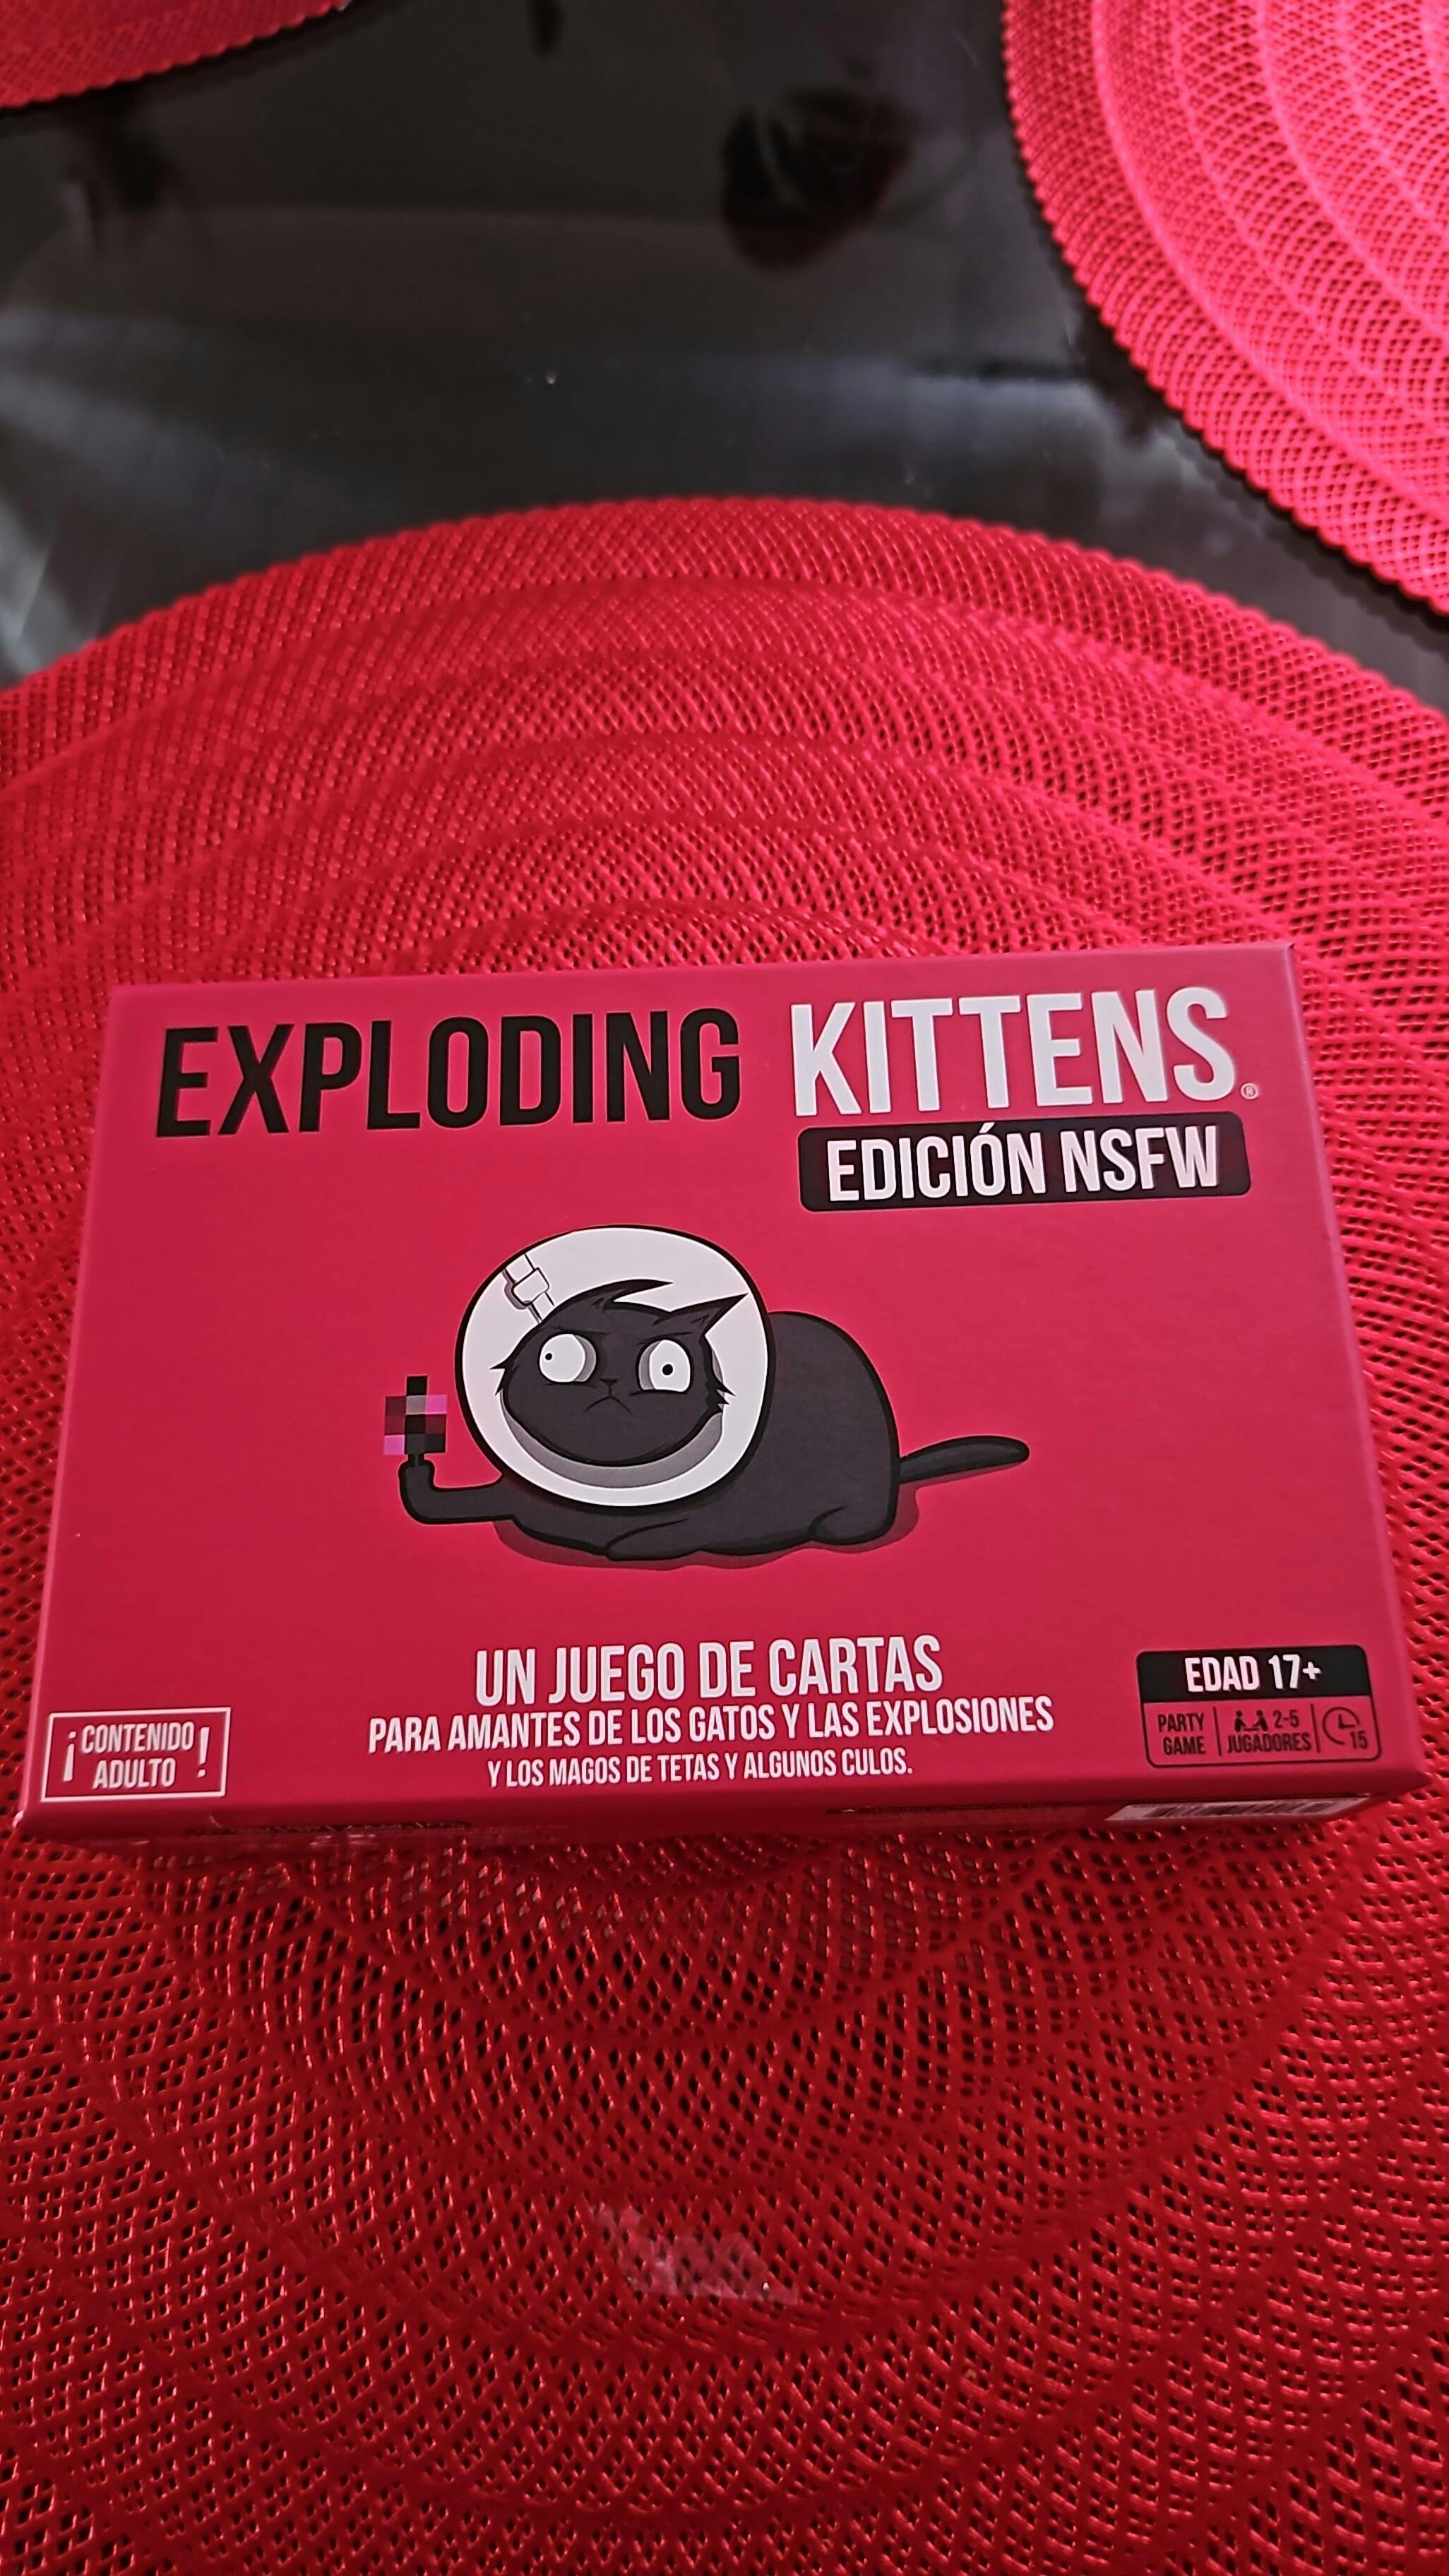 EXPLODING KITTENS®
EDICIÓN NSFW
UN JUEGO DE CARTAS
PARA AMANTES DE LOS GATOS Y LAS EXPLOSIONES
Y LOS MAGOS DE TETAS Y ALGUNOS CULOS.
¡CONTENIDO
ADULTO!
EDAD 17+
PARTY
GAME
2-5
JUGADORES
15